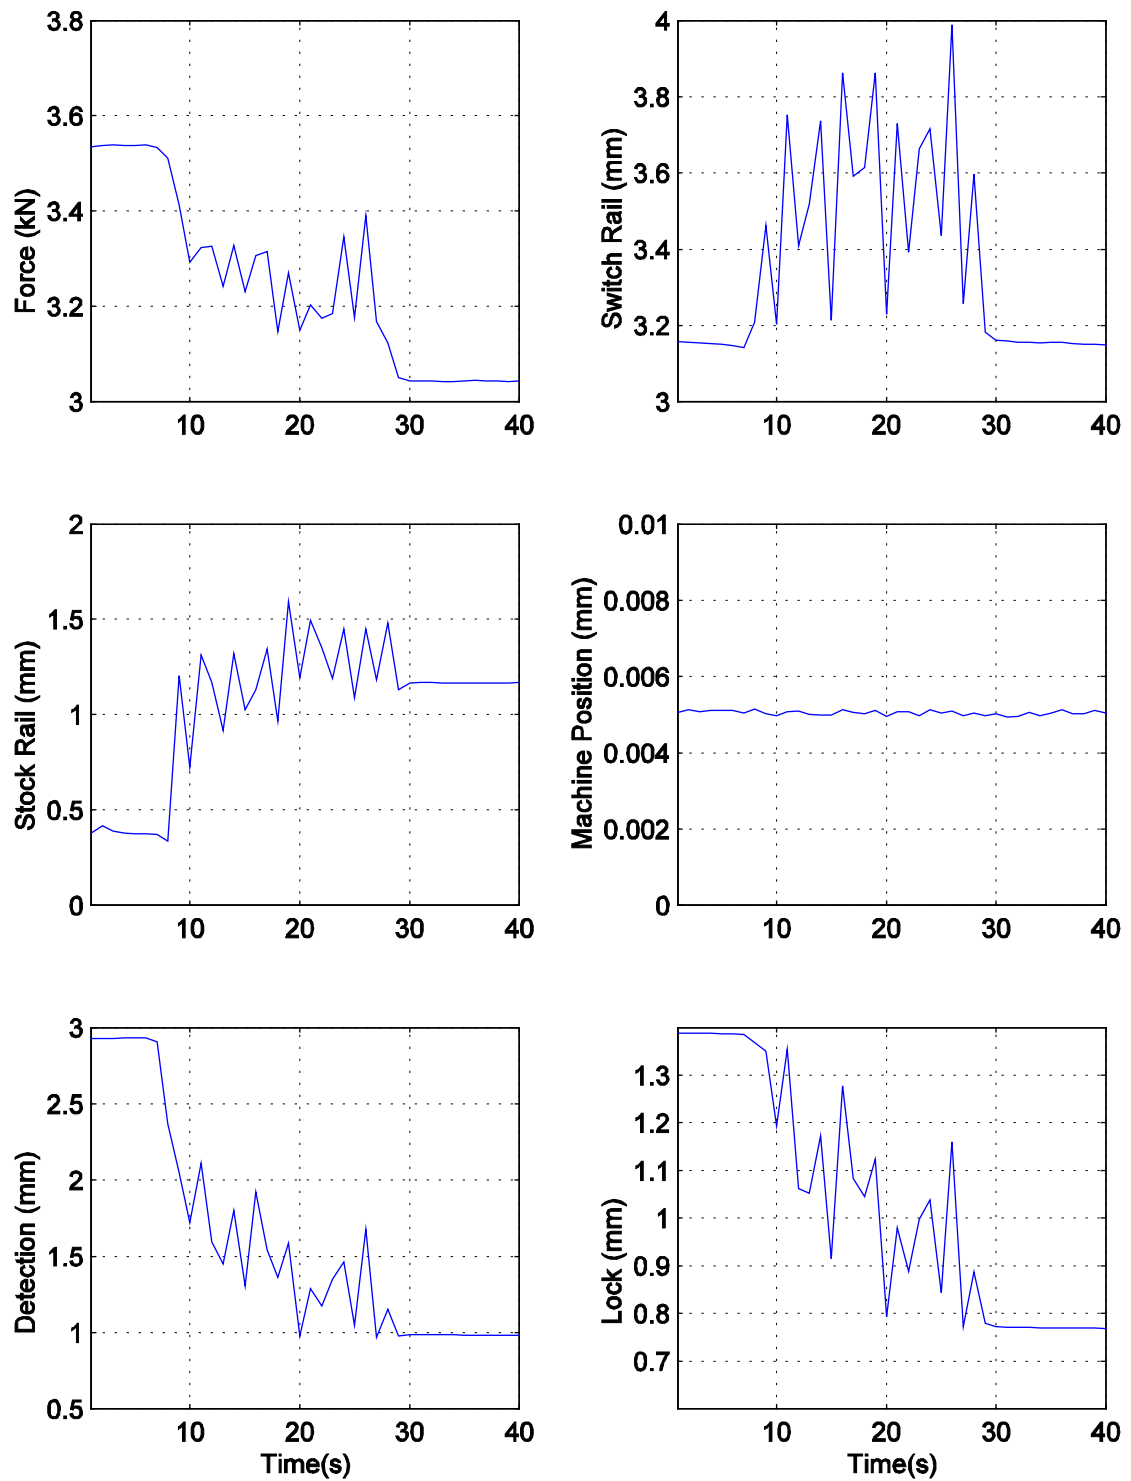 3.8
3.6
3.4
3.2
3
Force (kN)
10 20 30 40
4
3.8
3.6
3.4
3.2
3
Switch Rail (mm)
10 20 30 40
2
1.5
1
0.5
0
Stock Rail (mm)
10 20 30 40
0.01
0.008
0.006
0.004
0.002
0
Machine Position (mm)
10 20 30 40
3
2.5
2
1.5
1
0.5
Detection (mm)
10 20 30 40
Time(s)
1.3
1.2
1.1
1
0.9
0.8
0.7
Lock (mm)
10 20 30 40
Time(s)